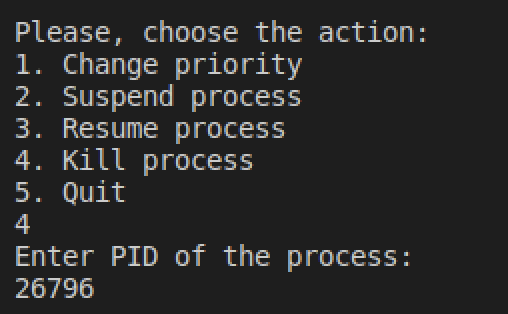 Please, choose the action:
1. Change priority
2. Suspend process
3. Resume process
4. Kill process
5. Quit
4
Enter PID of the process:
26796